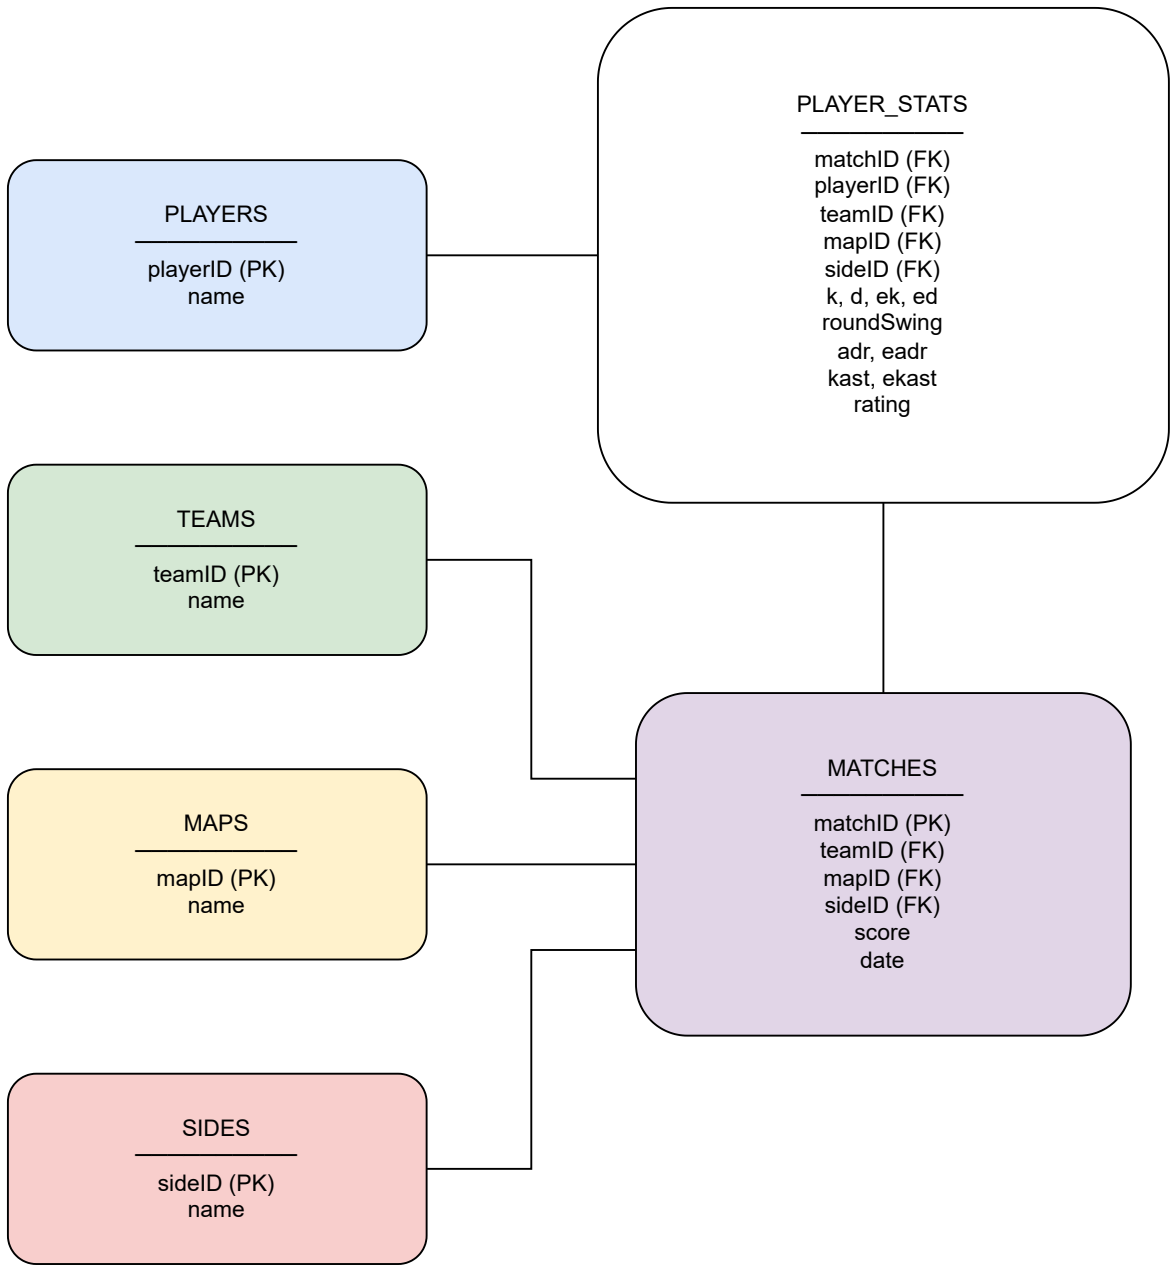 PLAYER_STATS
matchID (FK)
playerID (FK)
teamID (FK)
mapID (FK)
sideID (FK)
k, d, ek, ed
roundSwing
adr, eadr
kast, ekast
rating
PLAYERS
playerID (PK)
name
TEAMS
teamID (PK)
name
MAPS
mapID (PK)
name
MATCHES
matchID (PK)
teamID (FK)
mapID (FK)
sideID (FK)
score
date
SIDES
sideID (PK)
name